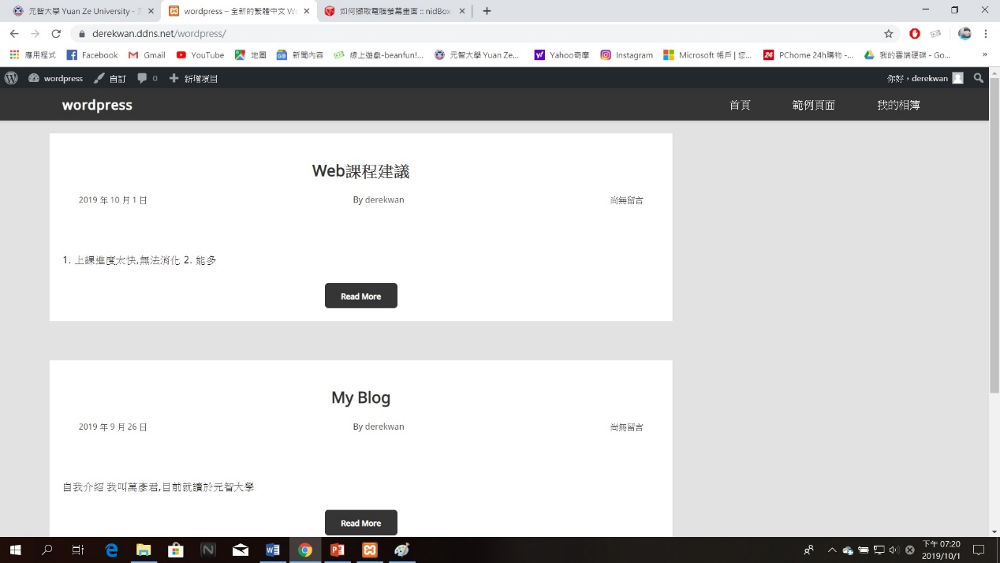 元智大學 Yuan Ze University - 元
wordpress – 全新的繁體中文 Wo
如何擷取電腦螢幕畫面 :: nidBox
derekwan.ddns.net/wordpress/
應用程式 Facebook Gmail YouTube 地圖 新聞內容 線上遊戲-beanfun!... 元智大學 Yuan Ze... Yahoo奇摩 Instagram Microsoft 帳戶 | 您... PChome 24h購物 -... 我的雲端硬碟 - Go... »
wordpress 自訂 0 新增項目 你好，derekwan
wordpress 首頁 範例頁面 我的相簿
Web課程建議
2019 年 10 月 1 日 By derekwan 尚無留言
1. 上課進度太快,無法消化 2. 能多
Read More
My Blog
2019 年 9 月 26 日 By derekwan 尚無留言
自我介紹 我叫萬彥君,目前就讀於元智大學
Read More
下午 07:20
2019/10/1